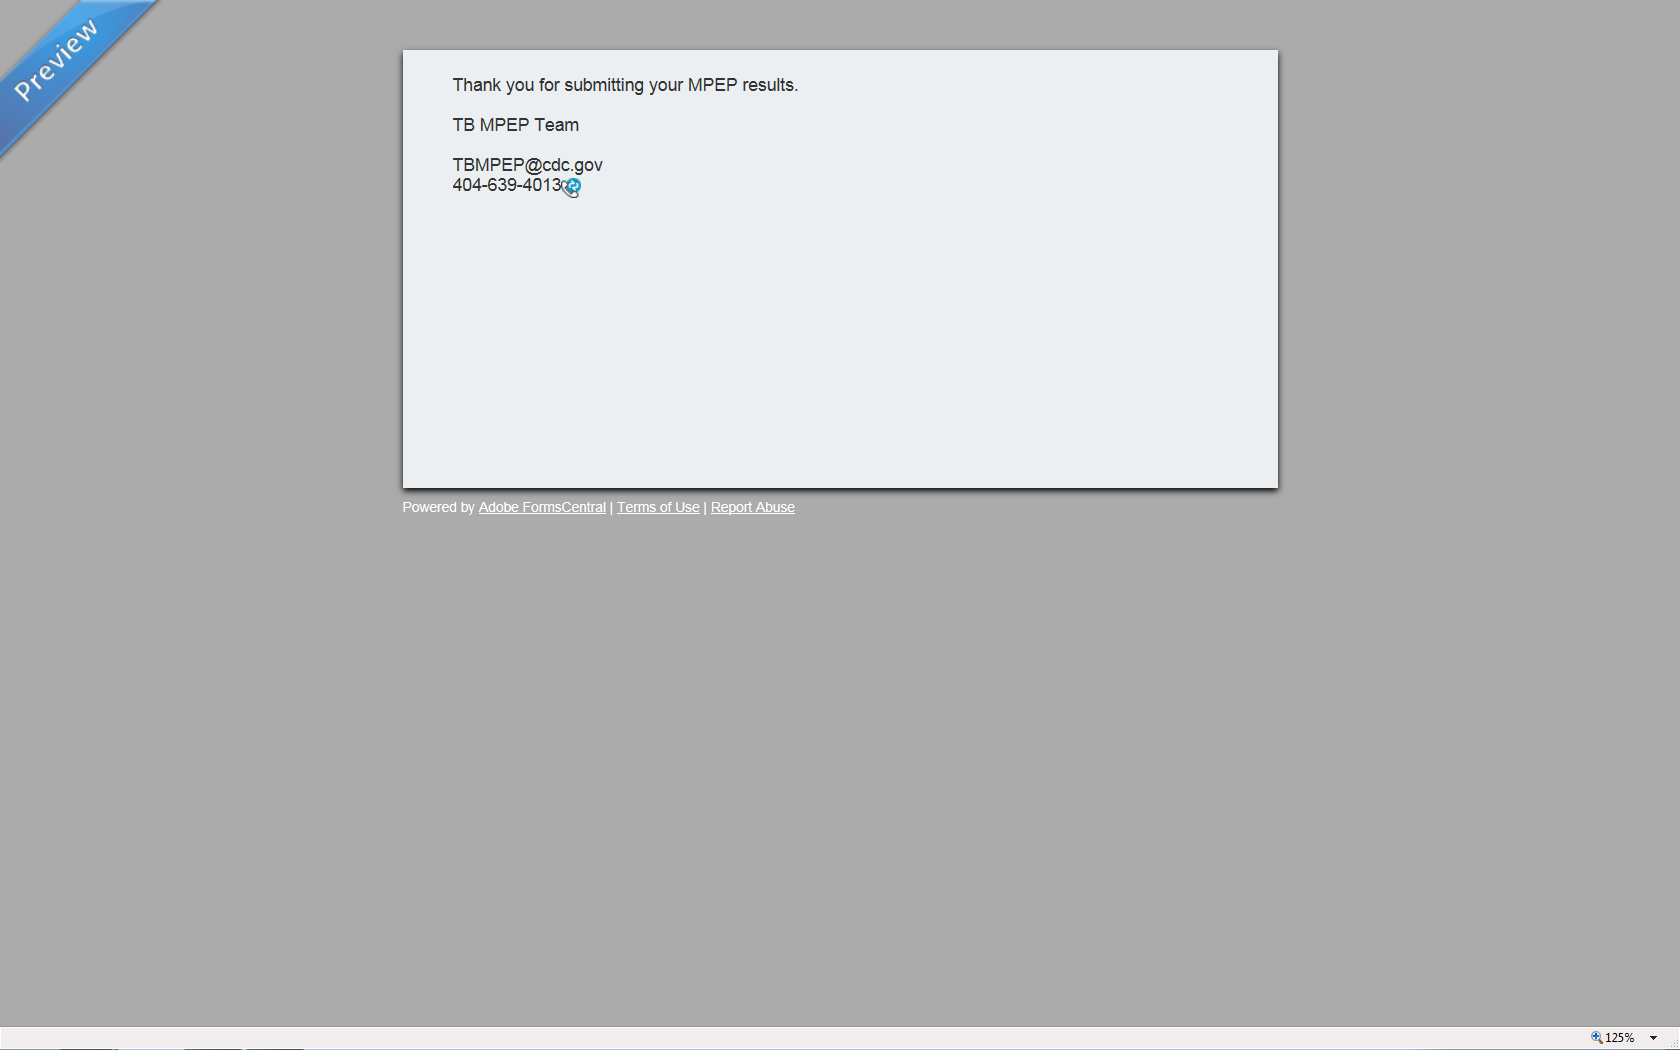 Preview
Thank you for submitting your MPEP results.
TB MPEP Team
TBMPEP@cdc.gov
404-639-4013
Powered by Adobe FormsCentral | Terms of Use | Report Abuse
125%